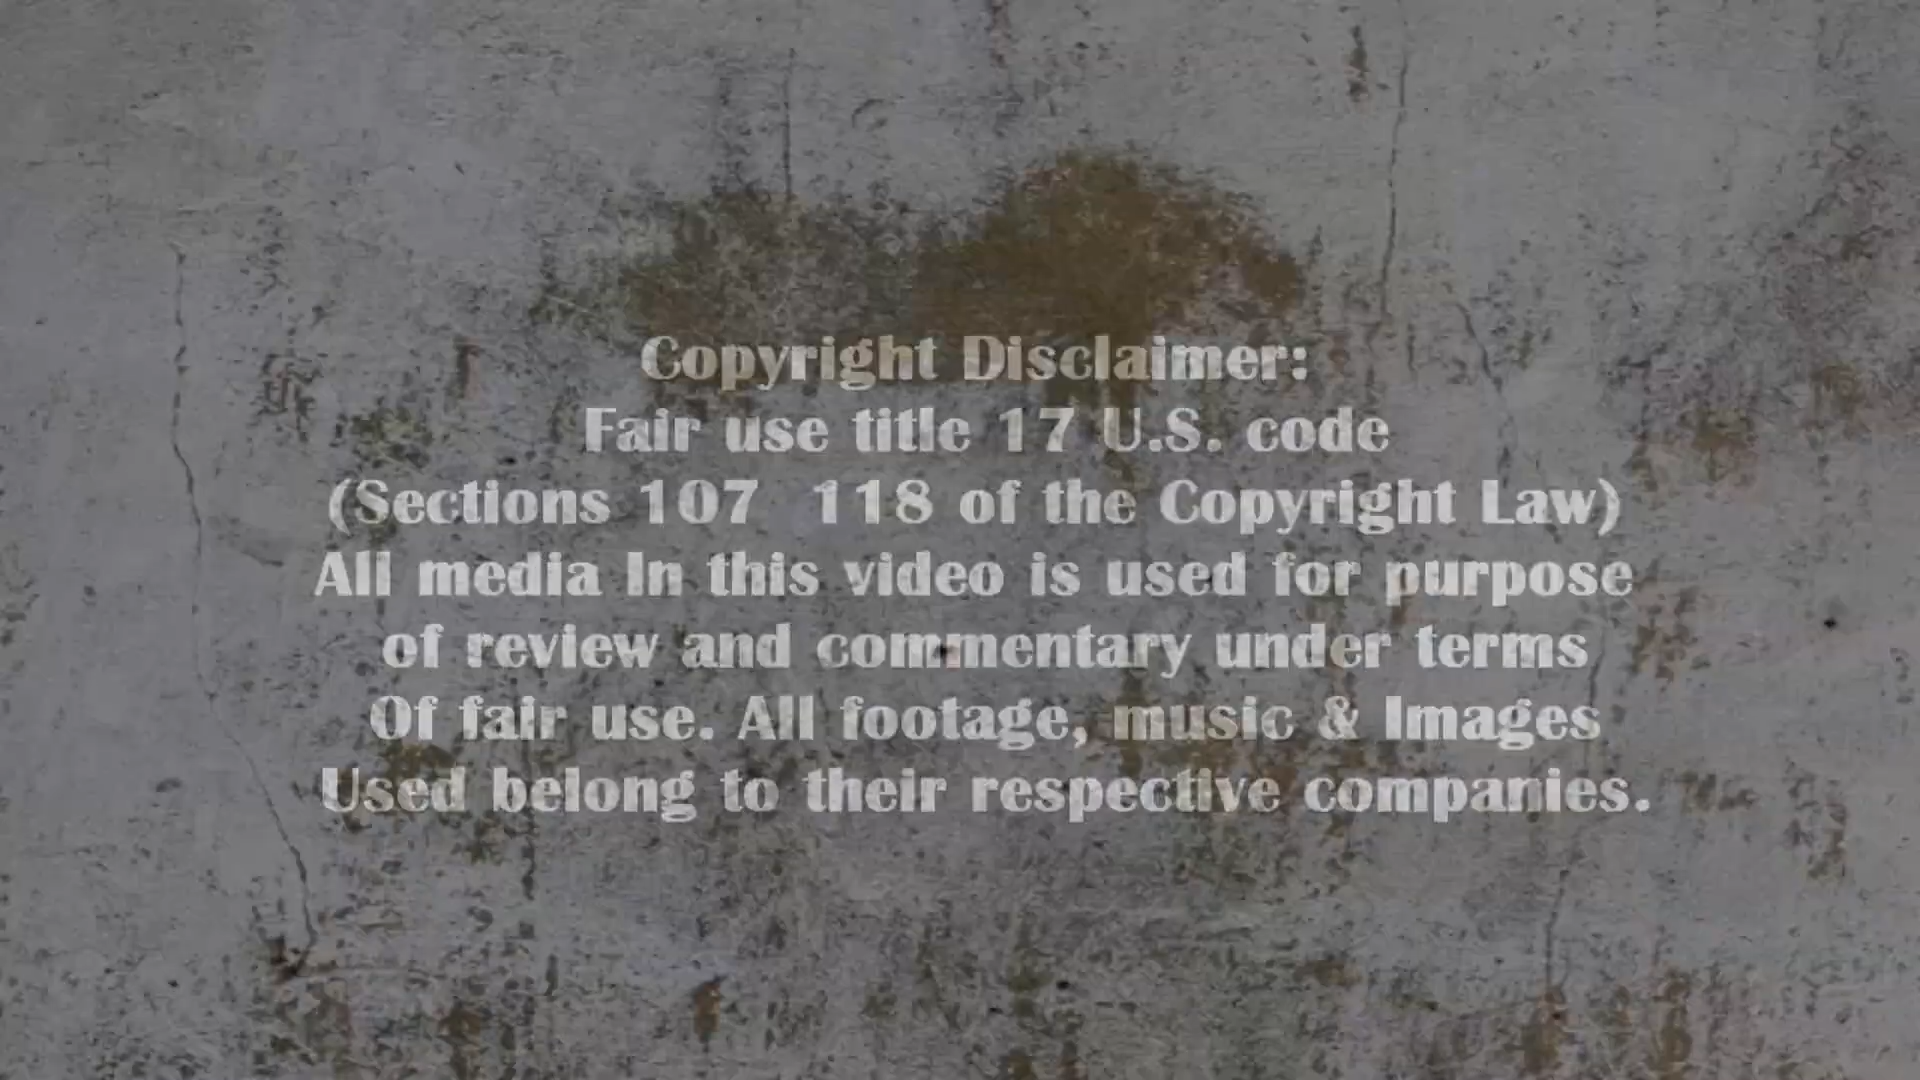 Copyright Disclaimer:
Fair use title 17 U.S. code
(Sections 107  118 of the Copyright Law)
All media In this video is used for purpose
of review and commentary under terms
Of fair use. All footage, music & Images
Used belong to their respective companies.